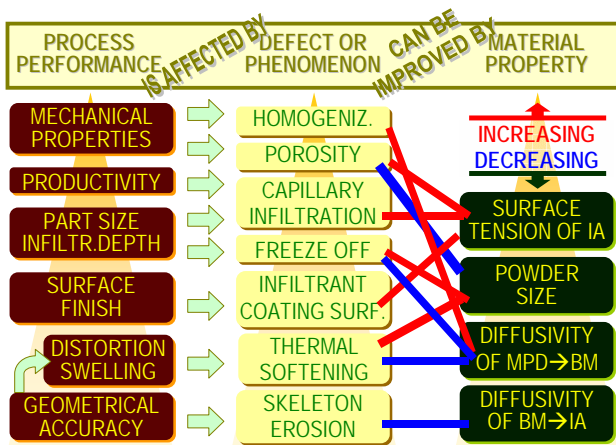 PROCESS
PERFORMANCE
IS AFFECTED BY
DEFECT OR
PHENOMENON
CAN BE
IMPROVED BY
MATERIAL
PROPERTY
MECHANICAL
PROPERTIES
PRODUCTIVITY
PART SIZE
INFILTR.DEPTH
SURFACE
FINISH
DISTORTION
SWELLING
GEOMETRICAL
ACCURACY
HOMOGENIZ.
POROSITY
CAPILLARY
INFILTRATION
FREEZE OFF
INFILTRANT
COATING SURF.
THERMAL
SOFTENING
SKELETON
EROSION
INCREASING
DECREASING
SURFACE
TENSION OF IA
POWDER
SIZE
DIFFUSIVITY
OF MPD→BM
DIFFUSIVITY
OF BM→IA